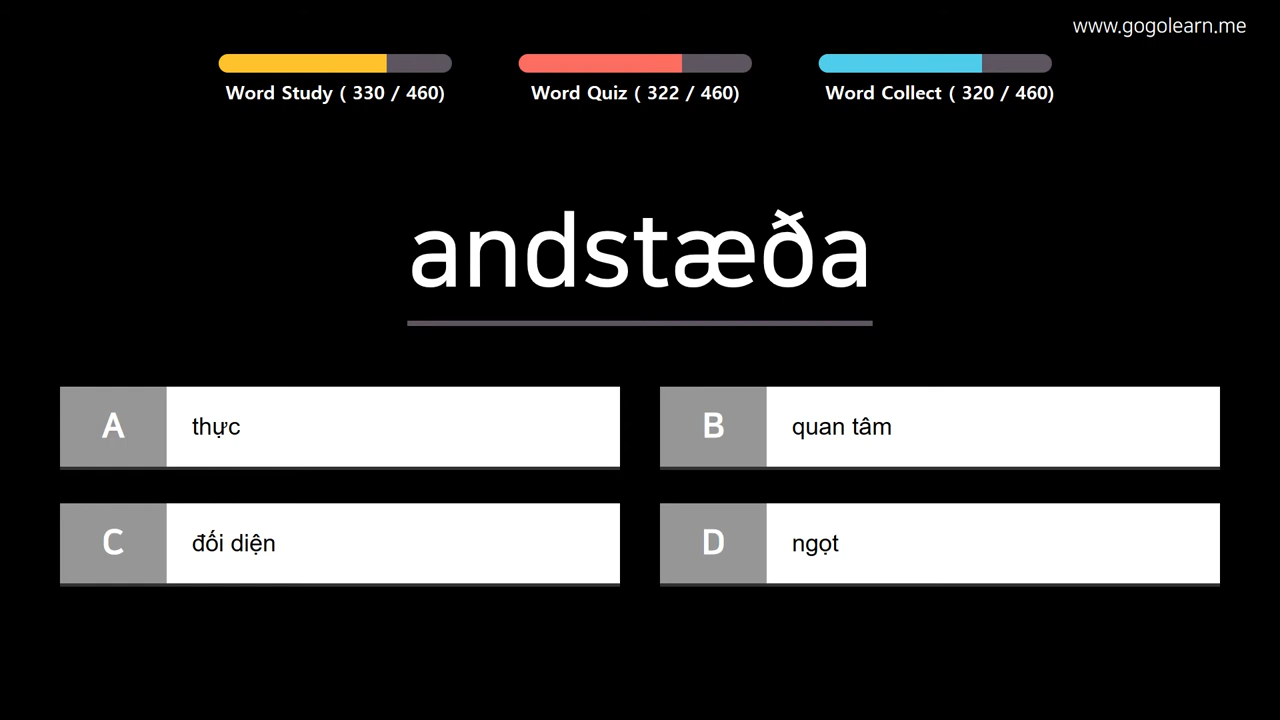 www.gogolearn.me
Word Study ( 330 / 460)
Word Quiz ( 322 / 460)
Word Collect ( 320 / 460)
andstæða
A thực
B quan tâm
C đối diện
D ngọt